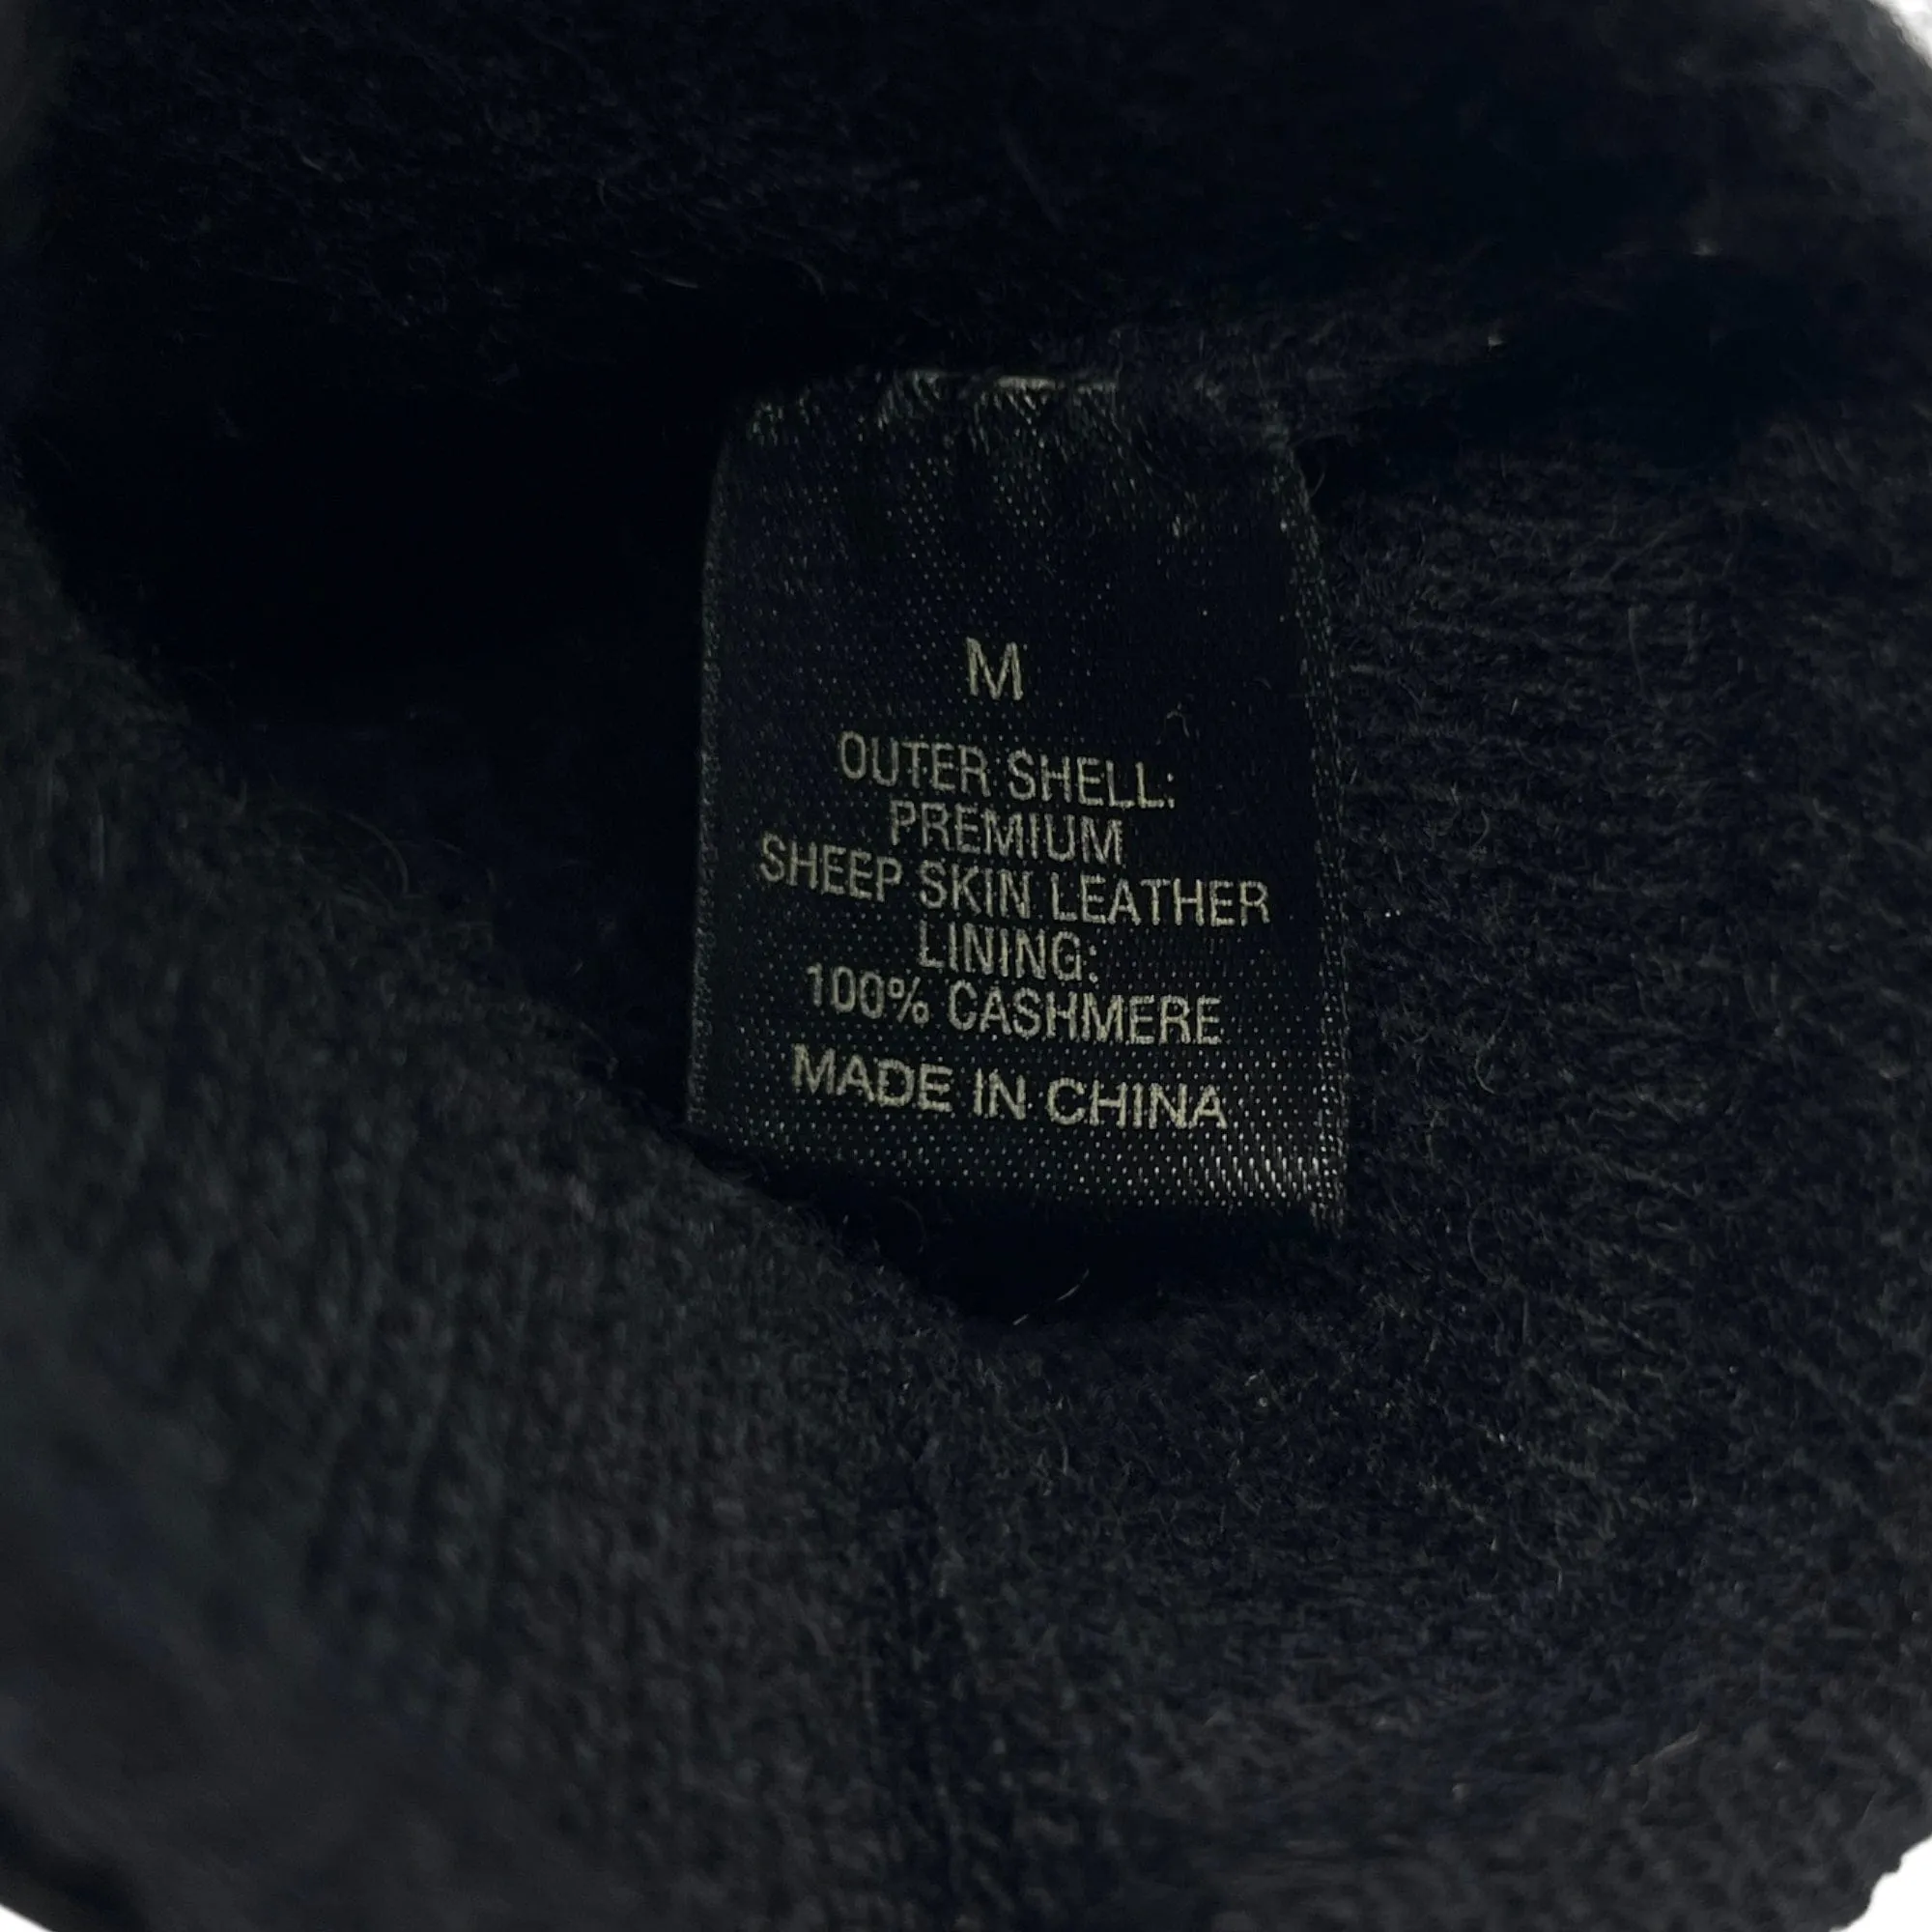 M
OUTER SHELL:
PREMIUM
SHEEP SKIN LEATHER
LINING:
100% CASHMERE
MADE IN CHINA